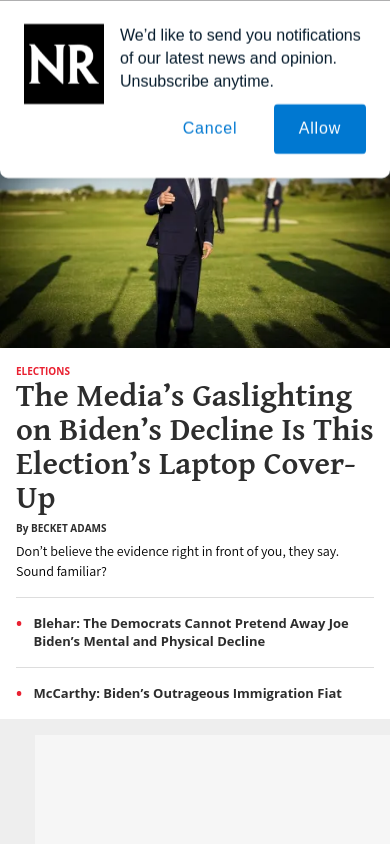 NR
We’d like to send you notifications
of our latest news and opinion.
Unsubscribe anytime.
Cancel
Allow
ELECTIONS
The Media’s Gaslighting
on Biden’s Decline Is This
Election’s Laptop Cover-
Up
By BECKET ADAMS
Don’t believe the evidence right in front of you, they say.
Sound familiar?
Blehar: The Democrats Cannot Pretend Away Joe
Biden’s Mental and Physical Decline
McCarthy: Biden’s Outrageous Immigration Fiat